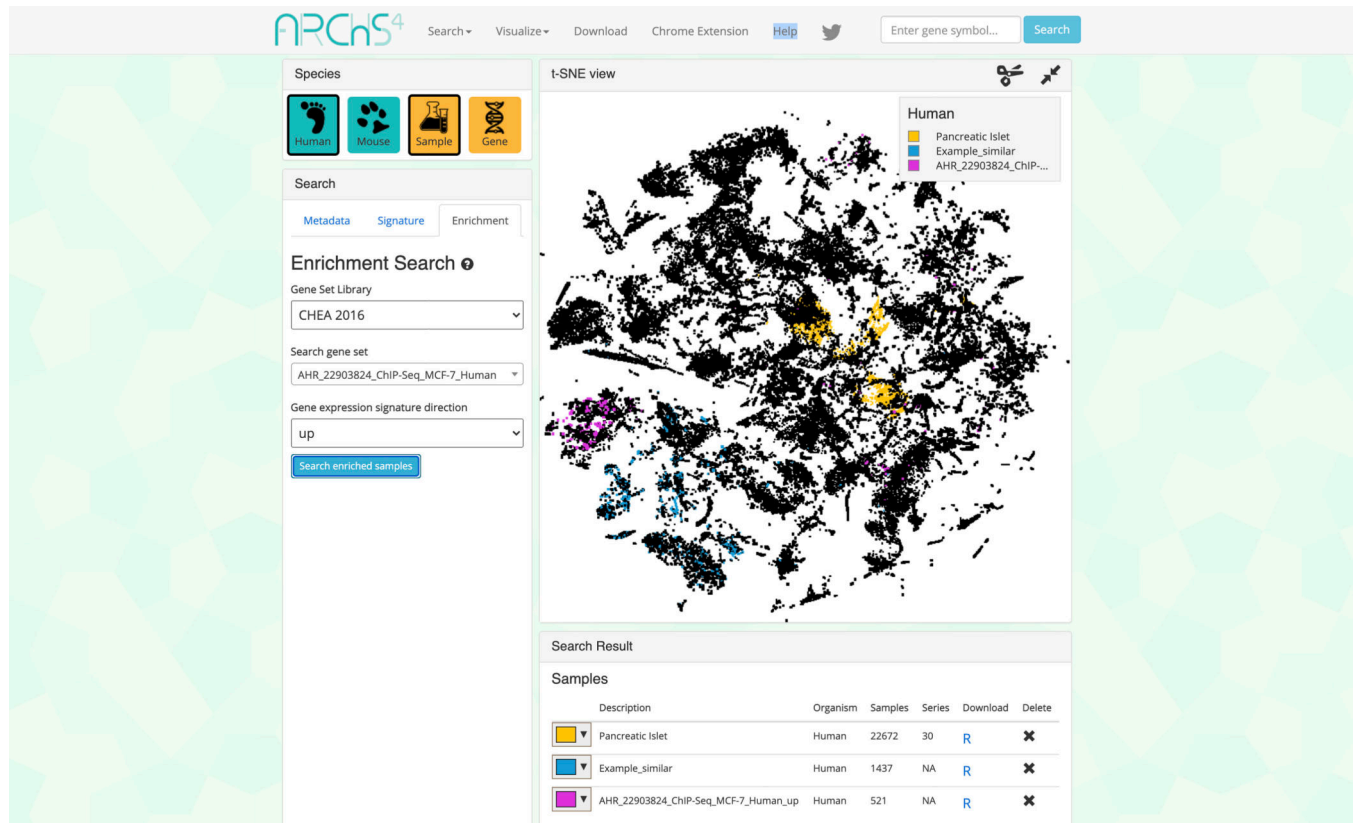 ARCHS4 Search Visualize Download Chrome Extension Help Enter gene symbol... Search
Species
Human Mouse Sample Gene
Search
Metadata Signature Enrichment
Enrichment Search
Gene Set Library
CHEA 2016
Search gene set
AHR_22903824_ChIP-Seq_MCF-7_Human
Gene expression signature direction
up
Search enriched samples
t-SNE view
Human
Pancreatic Islet
Example_similar
AHR_22903824_ChIP-...
Search Result
Samples
Description Organism Samples Series Download Delete
Pancreatic Islet Human 22672 30 R
Example_similar Human 1437 NA R
AHR_22903824_ChIP-Seq_MCF-7_Human_up Human 521 NA R